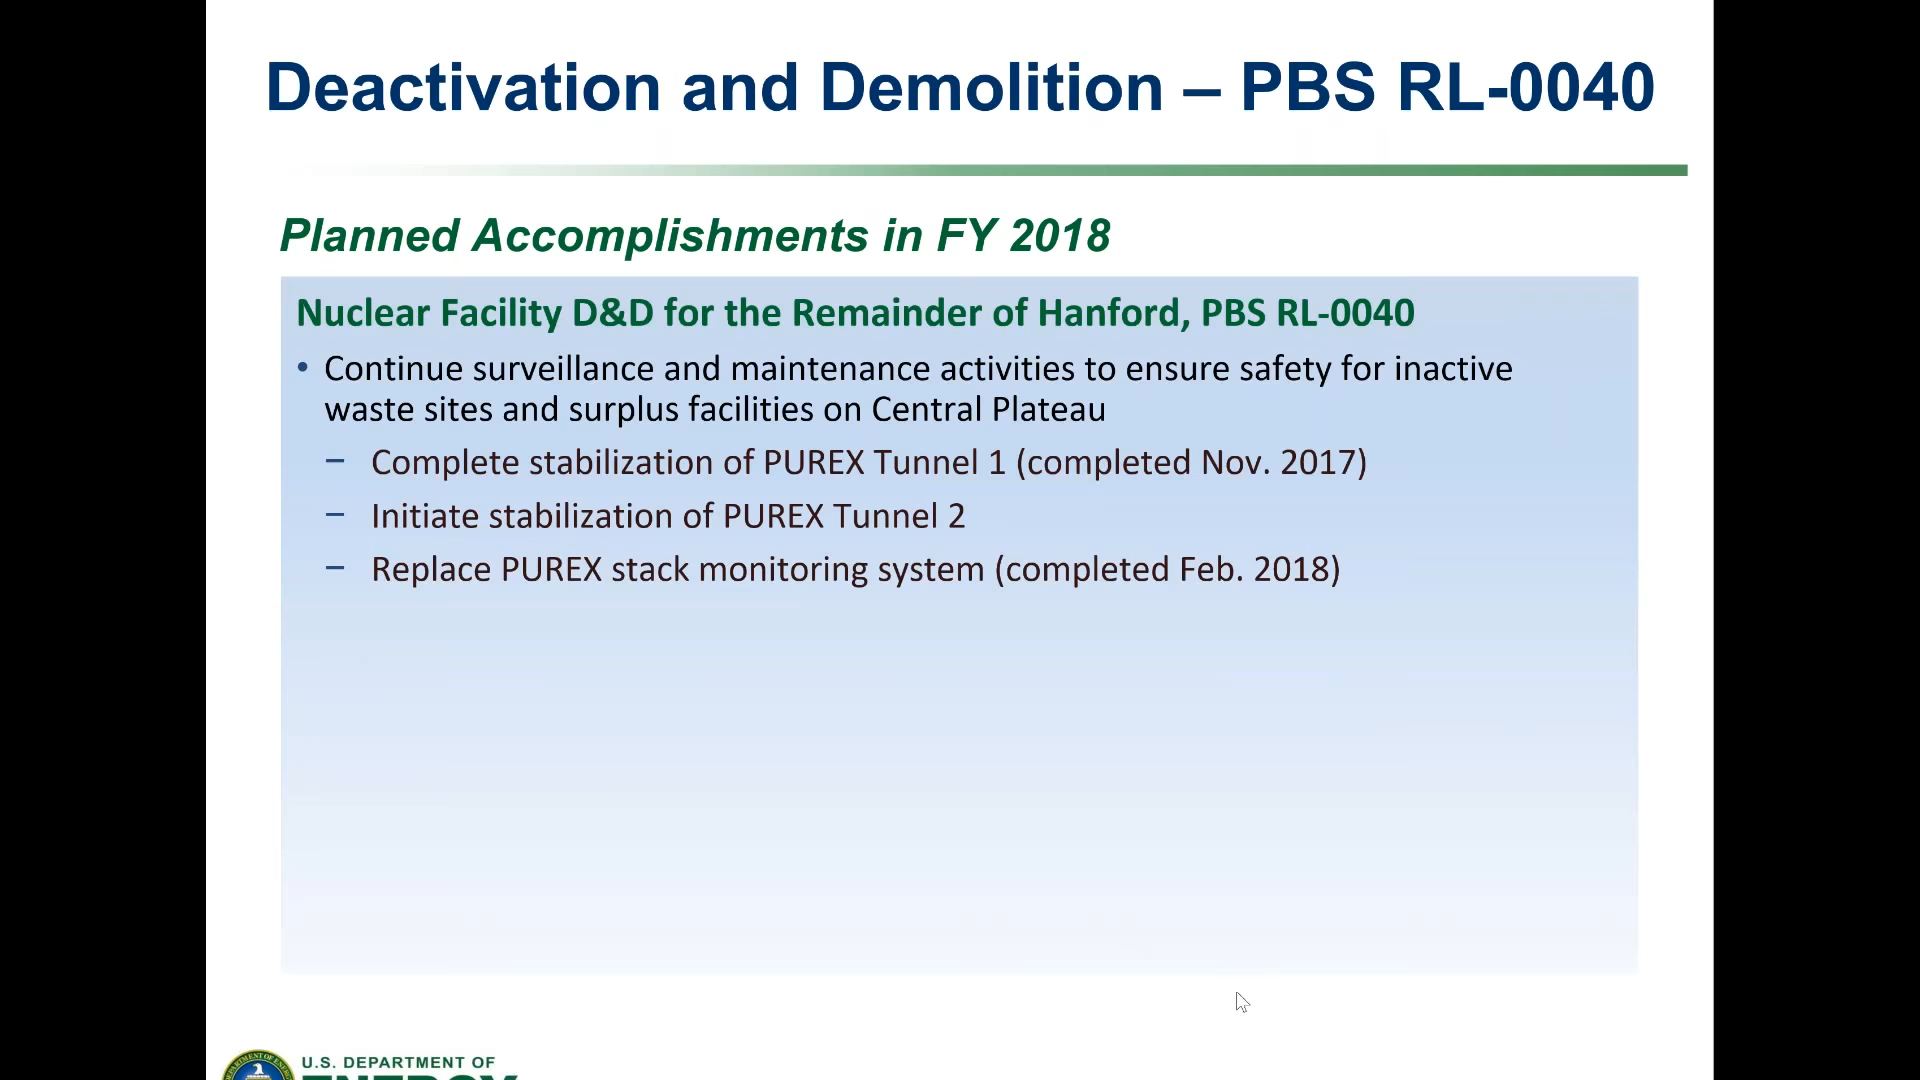 Deactivation and Demolition – PBS RL-0040
Planned Accomplishments in FY 2018
Nuclear Facility D&D for the Remainder of Hanford, PBS RL-0040
• Continue surveillance and maintenance activities to ensure safety for inactive
waste sites and surplus facilities on Central Plateau
– Complete stabilization of PUREX Tunnel 1 (completed Nov. 2017)
– Initiate stabilization of PUREX Tunnel 2
– Replace PUREX stack monitoring system (completed Feb. 2018)
U.S. DEPARTMENT OF
ENERGY